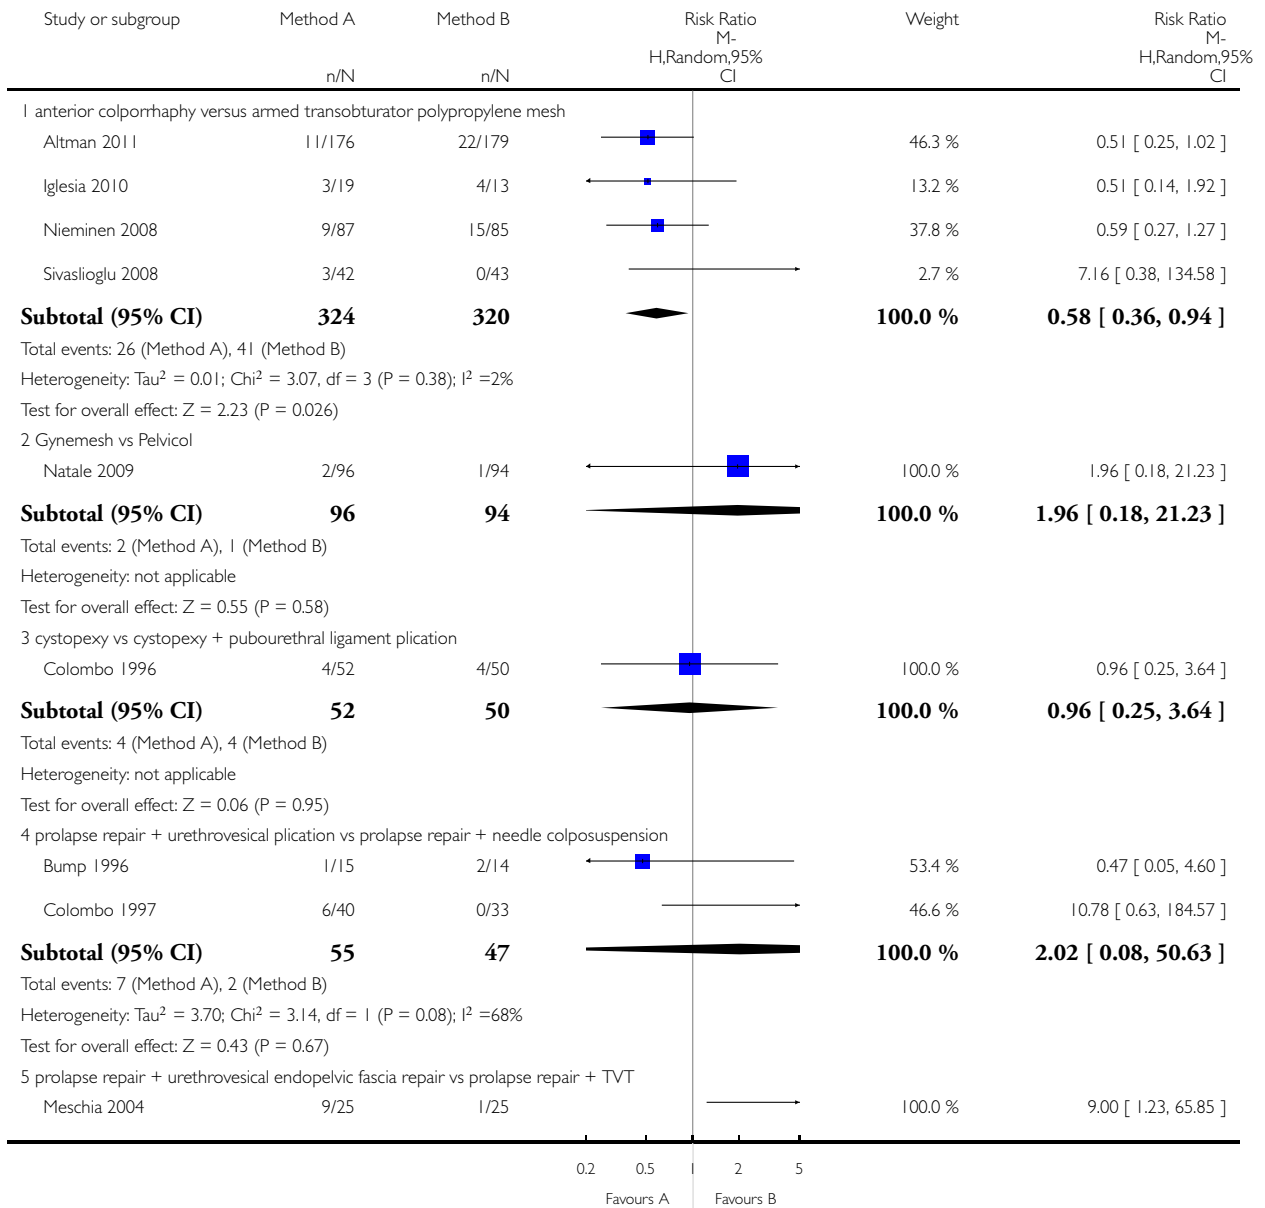 Study or subgroup Method A Method B Risk Ratio Weight Risk Ratio
M- M-
H,Random,95% H,Random,95%
n/N n/N CI CI
1 anterior colporrhaphy versus armed transobturator polypropylene mesh
Altman 2011 11/176 22/179 46.3 % 0.51 [ 0.25, 1.02 ]
Iglesia 2010 3/19 4/13 13.2 % 0.51 [ 0.14, 1.92 ]
Nieminen 2008 9/87 15/85 37.8 % 0.59 [ 0.27, 1.27 ]
Sivaslioglu 2008 3/42 0/43 2.7 % 7.16 [ 0.38, 134.58 ]
Subtotal (95% CI) 324 320 100.0 % 0.58 [ 0.36, 0.94 ]
Total events: 26 (Method A), 41 (Method B)
Heterogeneity: Tau² = 0.01; Chi² = 3.07, df = 3 (P = 0.38); I² =2%
Test for overall effect: Z = 2.23 (P = 0.026)
2 Gynemesh vs Pelvicol
Natale 2009 2/96 1/94 100.0 % 1.96 [ 0.18, 21.23 ]
Subtotal (95% CI) 96 94 100.0 % 1.96 [ 0.18, 21.23 ]
Total events: 2 (Method A), 1 (Method B)
Heterogeneity: not applicable
Test for overall effect: Z = 0.55 (P = 0.58)
3 cystopexy vs cystopexy + pubourethral ligament plication
Colombo 1996 4/52 4/50 100.0 % 0.96 [ 0.25, 3.64 ]
Subtotal (95% CI) 52 50 100.0 % 0.96 [ 0.25, 3.64 ]
Total events: 4 (Method A), 4 (Method B)
Heterogeneity: not applicable
Test for overall effect: Z = 0.06 (P = 0.95)
4 prolapse repair + urethrovesical plication vs prolapse repair + needle colposuspension
Bump 1996 1/15 2/14 53.4 % 0.47 [ 0.05, 4.60 ]
Colombo 1997 6/40 0/33 46.6 % 10.78 [ 0.63, 184.57 ]
Subtotal (95% CI) 55 47 100.0 % 2.02 [ 0.08, 50.63 ]
Total events: 7 (Method A), 2 (Method B)
Heterogeneity: Tau² = 3.70; Chi² = 3.14, df = 1 (P = 0.08); I² =68%
Test for overall effect: Z = 0.43 (P = 0.67)
5 prolapse repair + urethrovesical endopelvic fascia repair vs prolapse repair + TVT
Meschia 2004 9/25 1/25 100.0 % 9.00 [ 1.23, 65.85 ]
0.2 0.5 1 2 5
Favours A Favours B